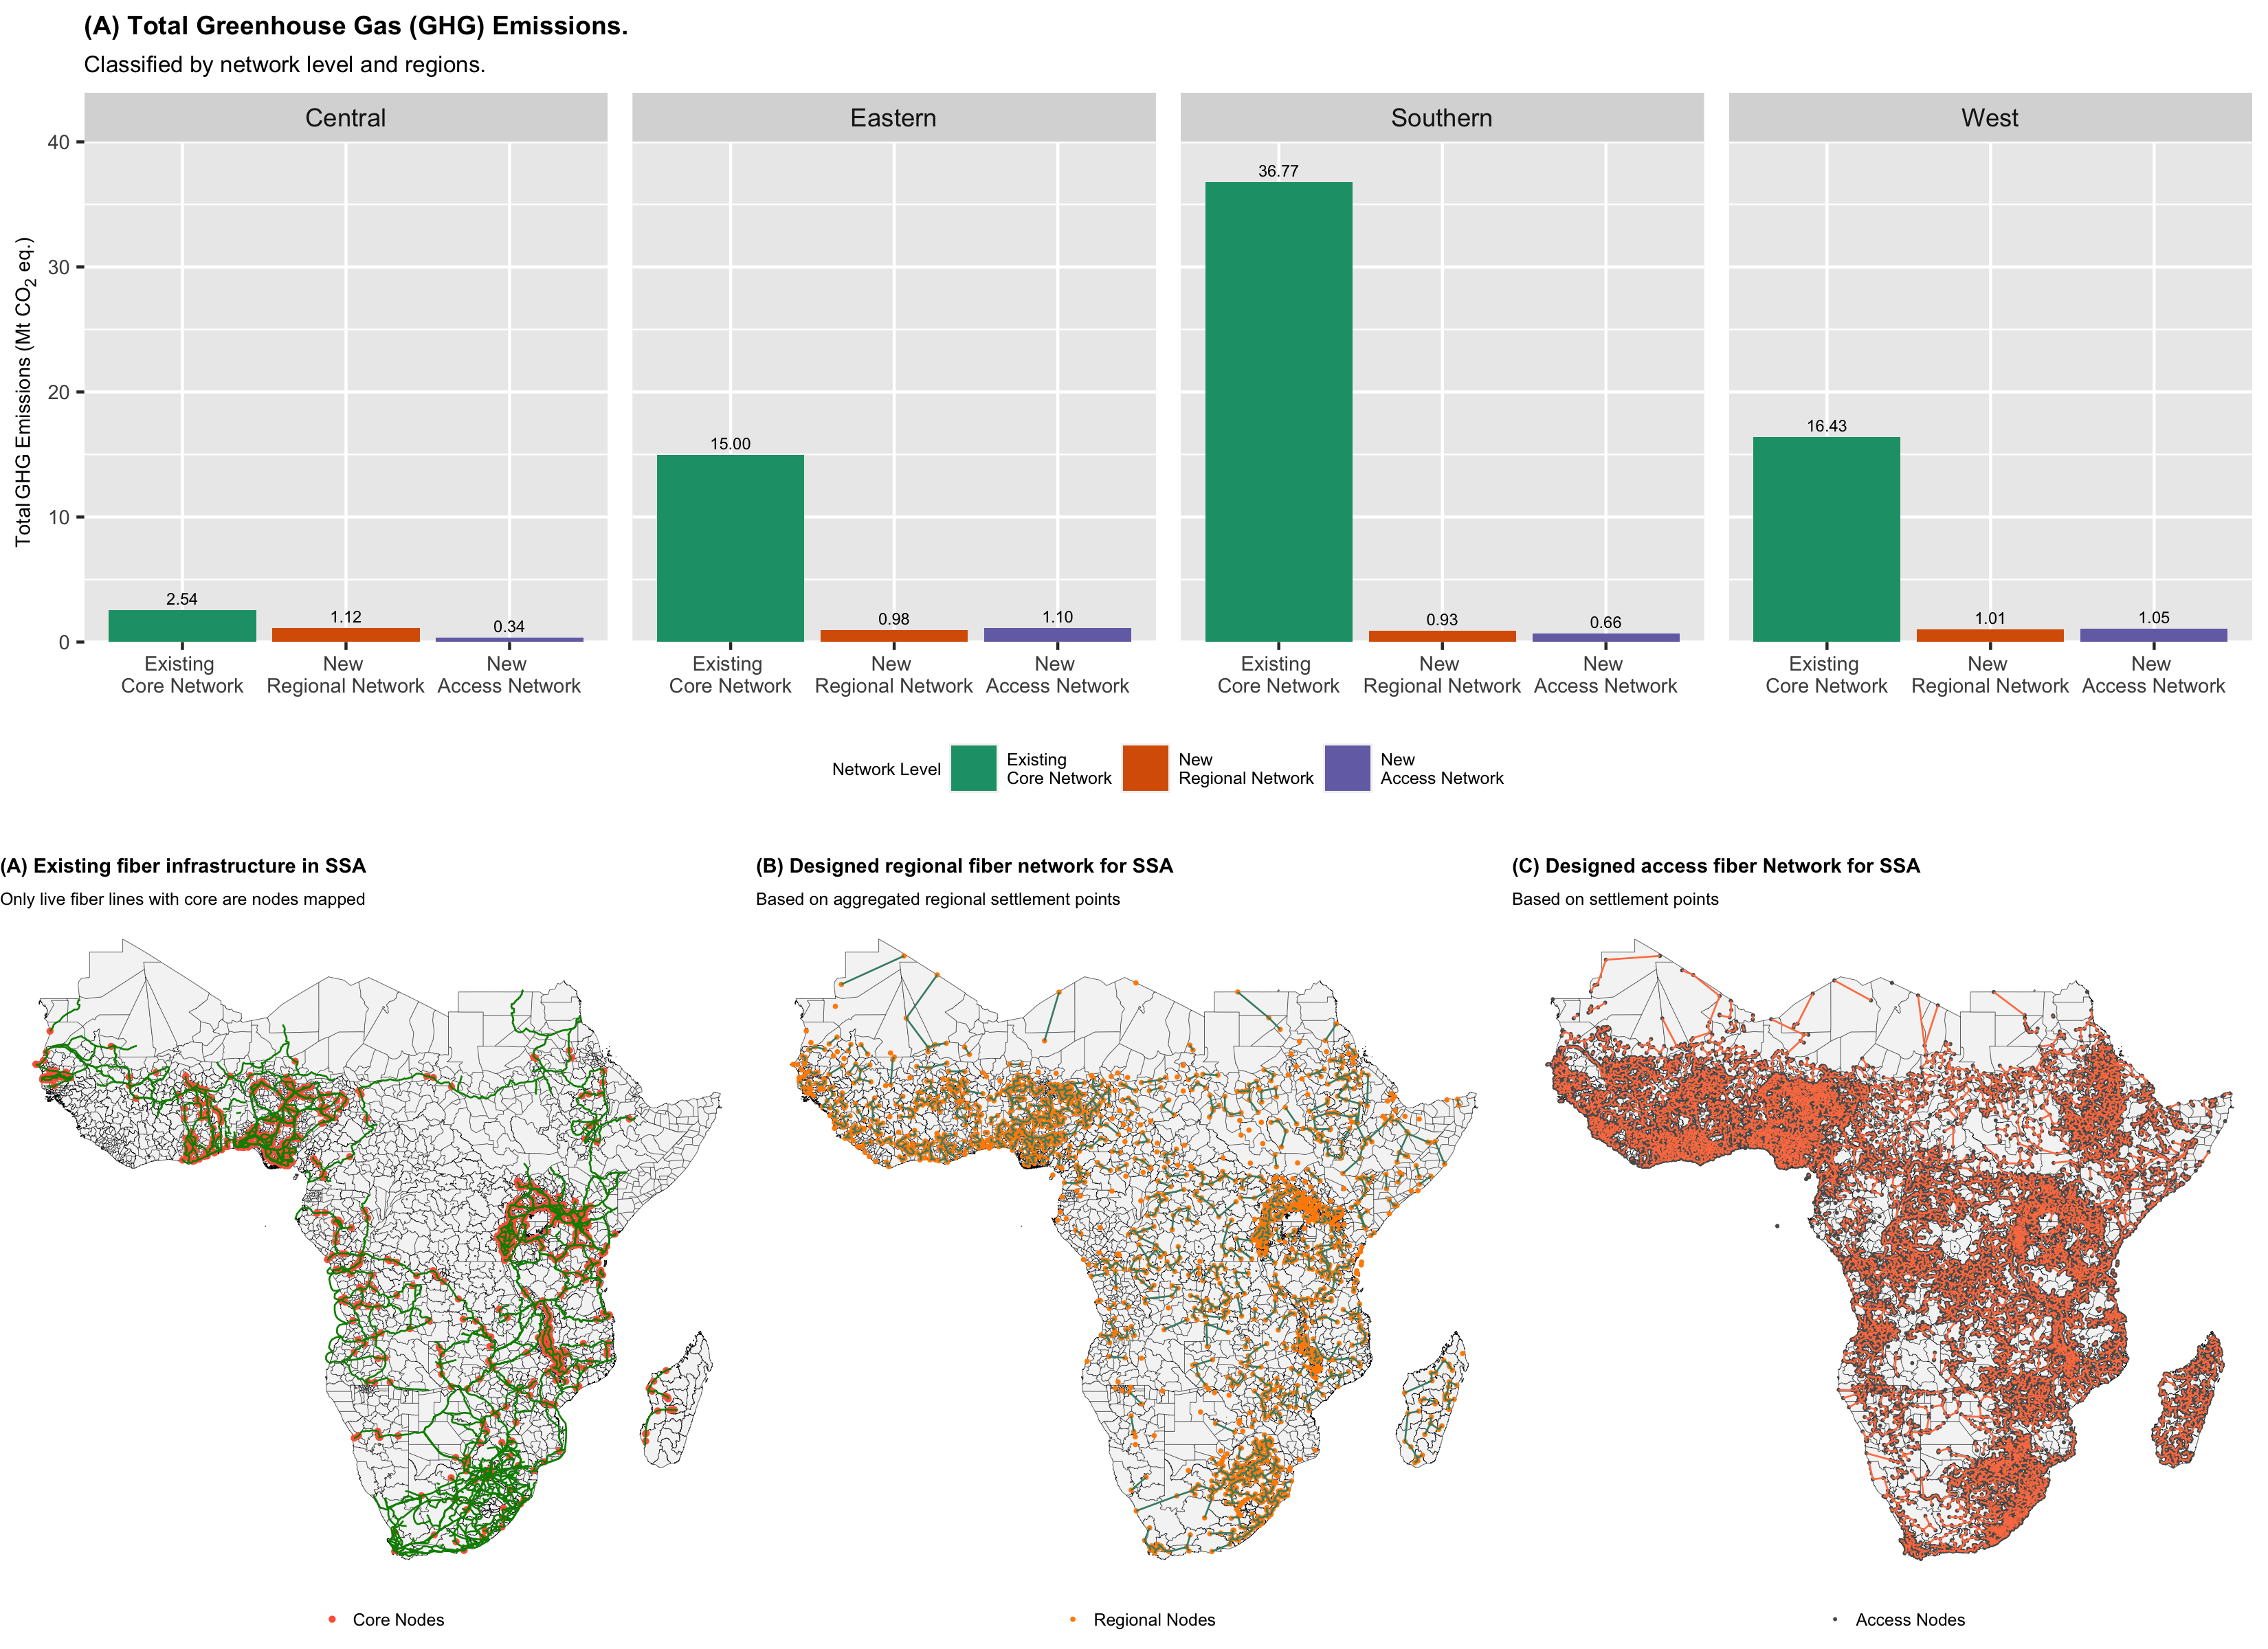 (A) Total Greenhouse Gas (GHG) Emissions.
Classified by network level and regions.
Central
Eastern
Southern
West
Total GHG Emissions (Mt CO2 eq.)
40
30
20
10
0
2.54
1.12
0.34
15.00
0.98
1.10
36.77
0.93
0.66
16.43
1.01
1.05
Existing
Core Network
New
Regional Network
New
Access Network
Existing
Core Network
New
Regional Network
New
Access Network
Existing
Core Network
New
Regional Network
New
Access Network
Existing
Core Network
New
Regional Network
New
Access Network
Network Level
Existing
Core Network
New
Regional Network
New
Access Network
(A) Existing fiber infrastructure in SSA
Only live fiber lines with core are nodes mapped
Core Nodes
(B) Designed regional fiber network for SSA
Based on aggregated regional settlement points
Regional Nodes
(C) Designed access fiber Network for SSA
Based on settlement points
Access Nodes